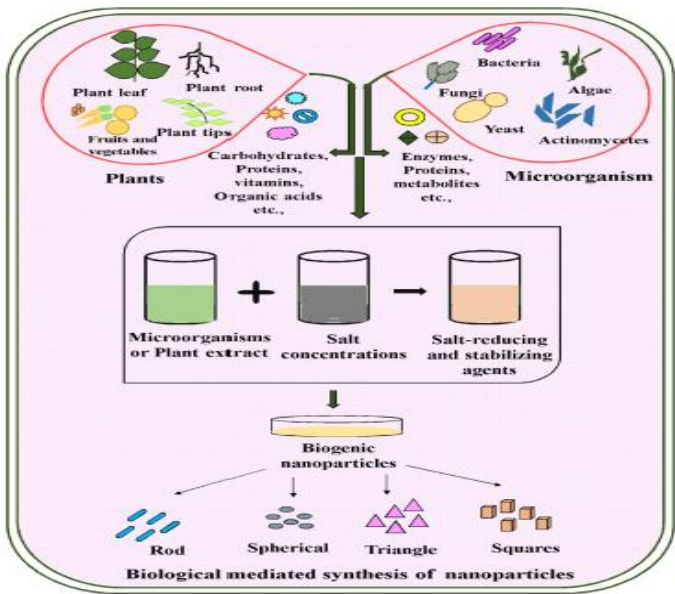 Plant leaf
Plant root
Fruits and
vegetables
Plant tips
Plants
Carbohydrates,
Proteins,
vitamins,
Organic acids
etc.,
Bacteria
Fungi
Algae
Yeast
Actinomycetes
Enzymes,
Proteins,
metabolites
etc.,
Microorganism
Microorganisms
or Plant extract
Salt
concentrations
Salt-reducing
and stabilizing
agents
Biogenic
nanoparticles
Rod
Spherical
Triangle
Squares
Biological mediated synthesis of nanoparticles